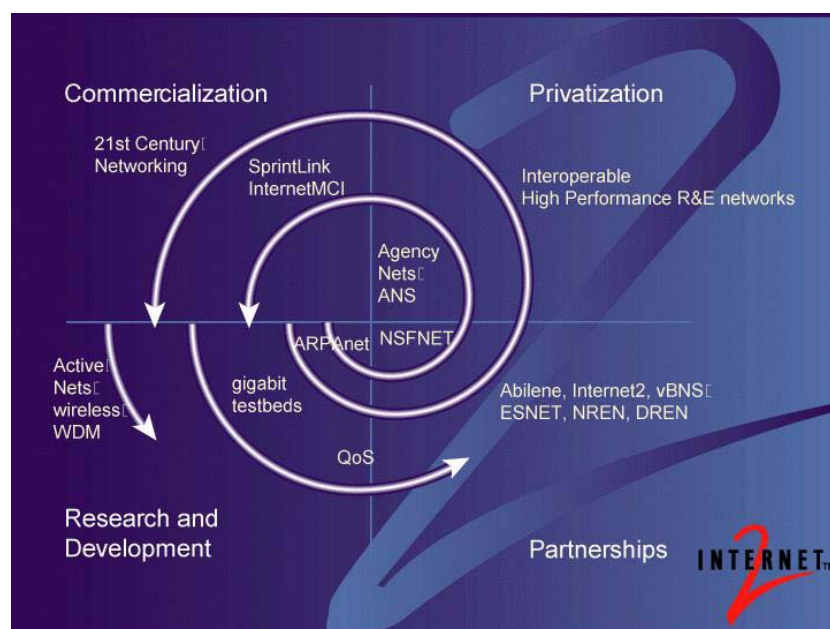 Commercialization
Privatization
21st Century
Networking
SprintLink
InternetMCI
Interoperable
High Performance R&E networks
Agency
Nets
ANS
ARPAnet
NSFNET
Active
Nets
wireless
WDM
gigabit
testbeds
Abilene, Internet2, vBNS
ESNET, NREN, DREN
QoS
Research and
Development
Partnerships
INTERNET™
2